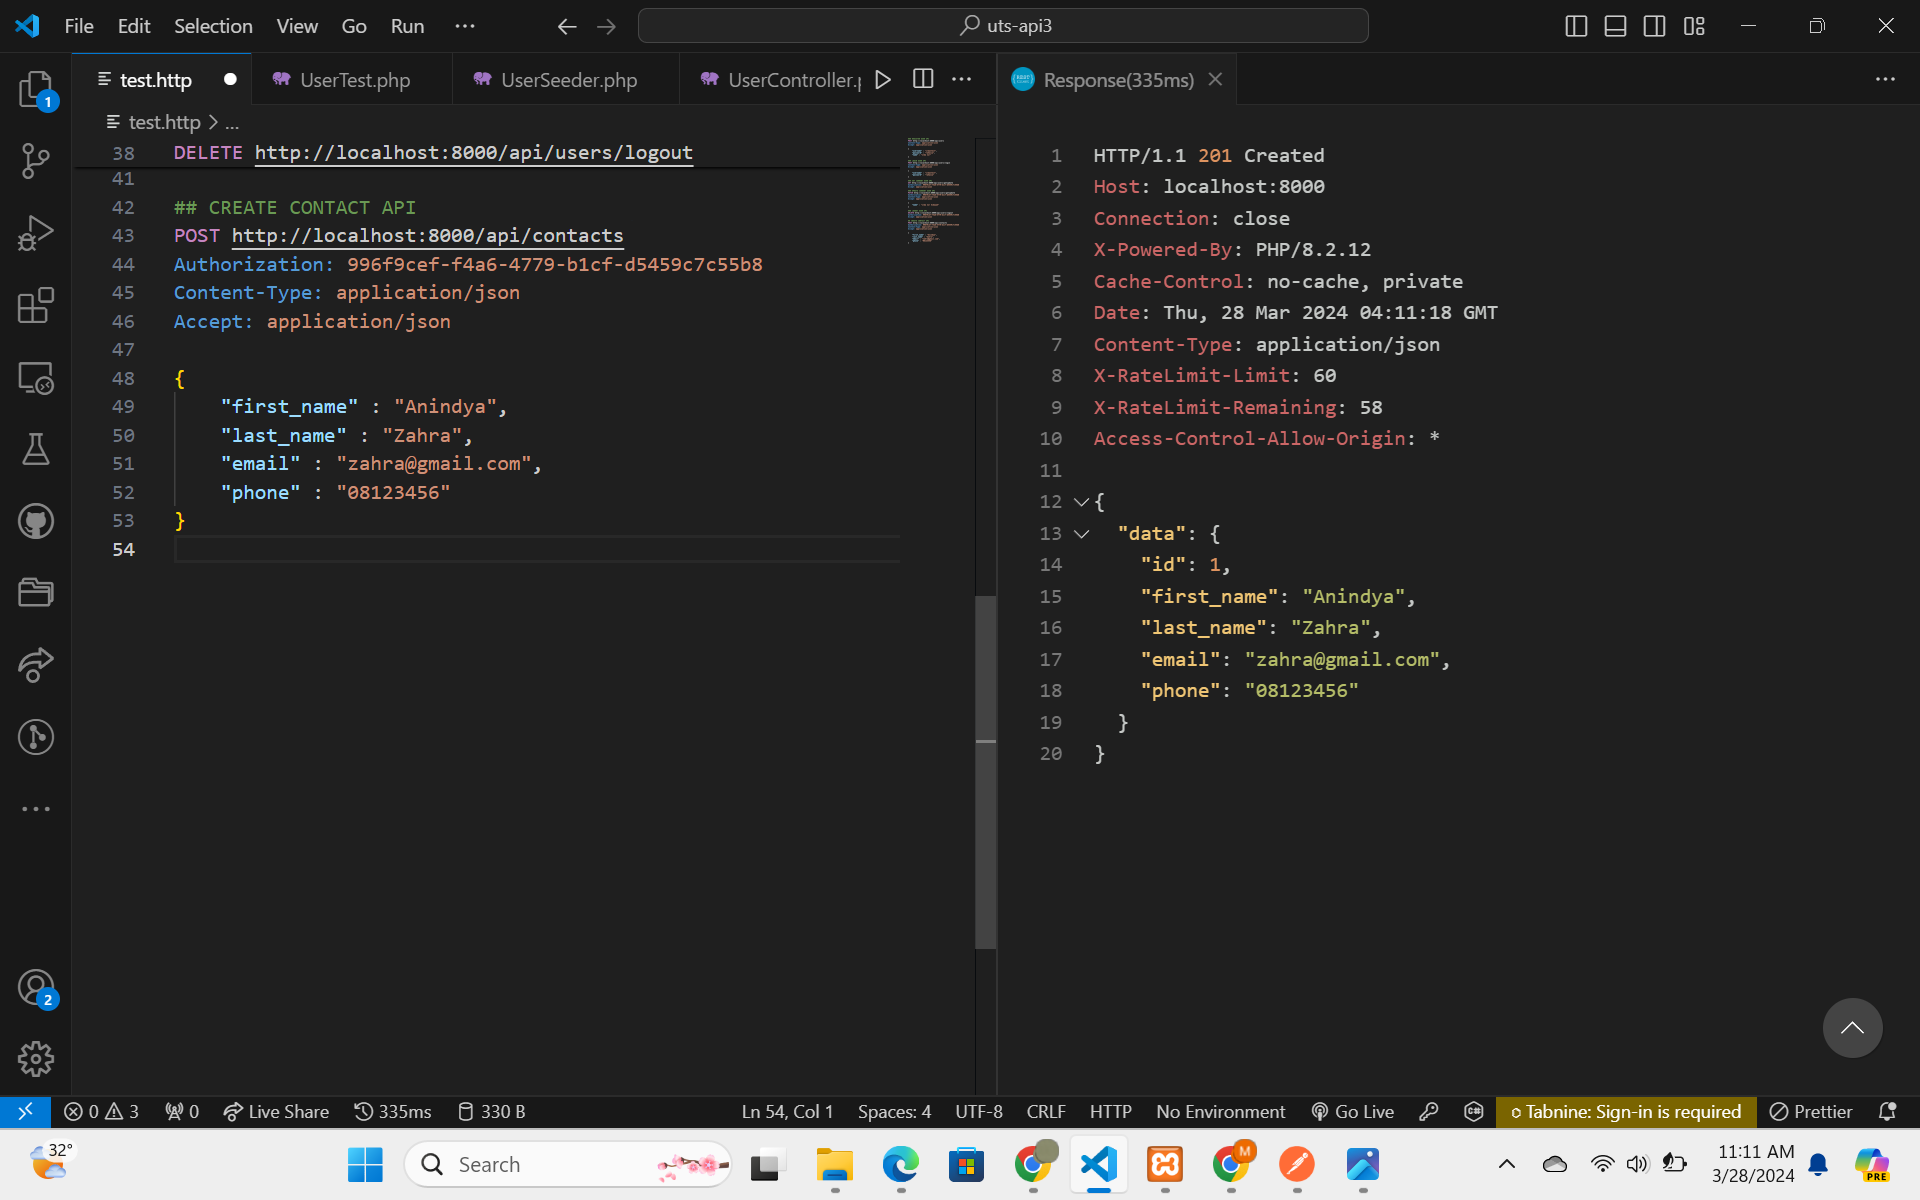 File Edit Selection View Go Run ··· uts-api3
test.http UserTest.php UserSeeder.php UserController.p Response(335ms)
1
test.http > ...
38 DELETE http://localhost:8000/api/users/logout
41
42 ## CREATE CONTACT API
43 POST http://localhost:8000/api/contacts
44 Authorization: 996f9cef-f4a6-4779-b1cf-d5459c7c55b8
45 Content-Type: application/json
46 Accept: application/json
47
48 {
49 "first_name" : "Anindya",
50 "last_name" : "Zahra",
51 "email" : "zahra@gmail.com",
52 "phone" : "08123456"
53 }
54
1 HTTP/1.1 201 Created
2 Host: localhost:8000
3 Connection: close
4 X-Powered-By: PHP/8.2.12
5 Cache-Control: no-cache, private
6 Date: Thu, 28 Mar 2024 04:11:18 GMT
7 Content-Type: application/json
8 X-RateLimit-Limit: 60
9 X-RateLimit-Remaining: 58
10 Access-Control-Allow-Origin: *
11
12 {
13 "data": {
14 "id": 1,
15 "first_name": "Anindya",
16 "last_name": "Zahra",
17 "email": "zahra@gmail.com",
18 "phone": "08123456"
19 }
20 }
2
0 3 0 Live Share 335ms 330 B Ln 54, Col 1 Spaces: 4 UTF-8 CRLF HTTP No Environment Go Live Tabnine: Sign-in is required Prettier
32° Search M 11:11 AM
3/28/2024
PRE